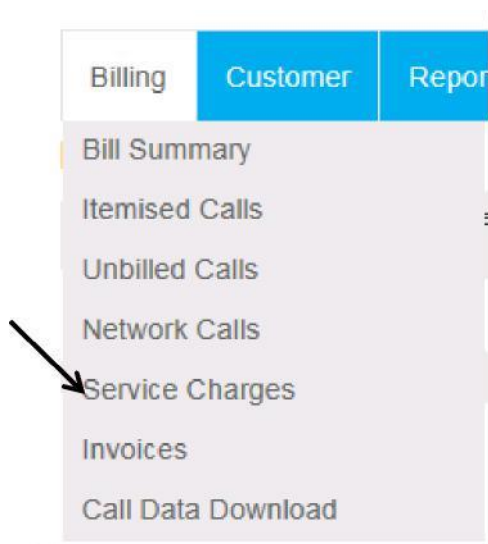 Billing Customer Repor
Bill Summary
Itemised Calls
Unbilled Calls
Network Calls
Service Charges
Invoices
Call Data Download